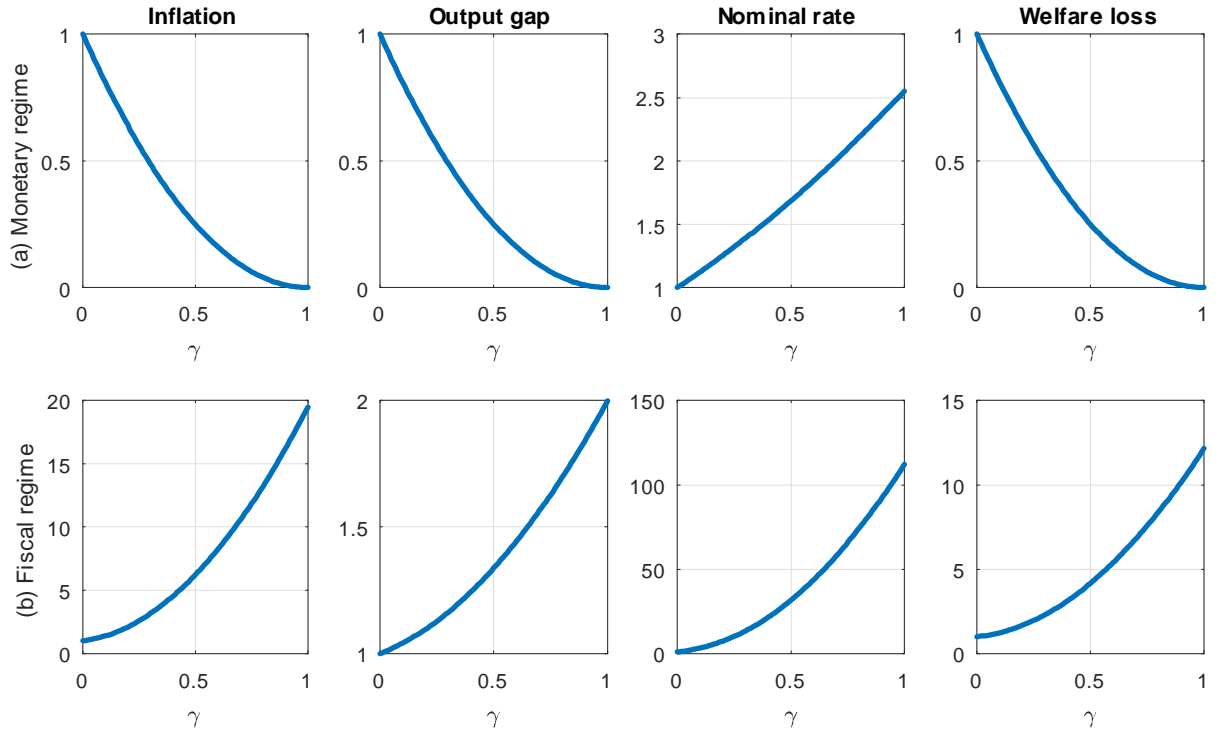 Inflation
Output gap
Nominal rate
Welfare loss
(a) Monetary regime
1
0.5
0
0 0.5 1
γ
1
0.5
0
0 0.5 1
γ
3
2.5
2
1.5
1
0 0.5 1
γ
1
0.5
0
0 0.5 1
γ
(b) Fiscal regime
20
15
10
5
0
0 0.5 1
γ
2
1.5
1
0 0.5 1
γ
150
100
50
0
0 0.5 1
γ
15
10
5
0
0 0.5 1
γ